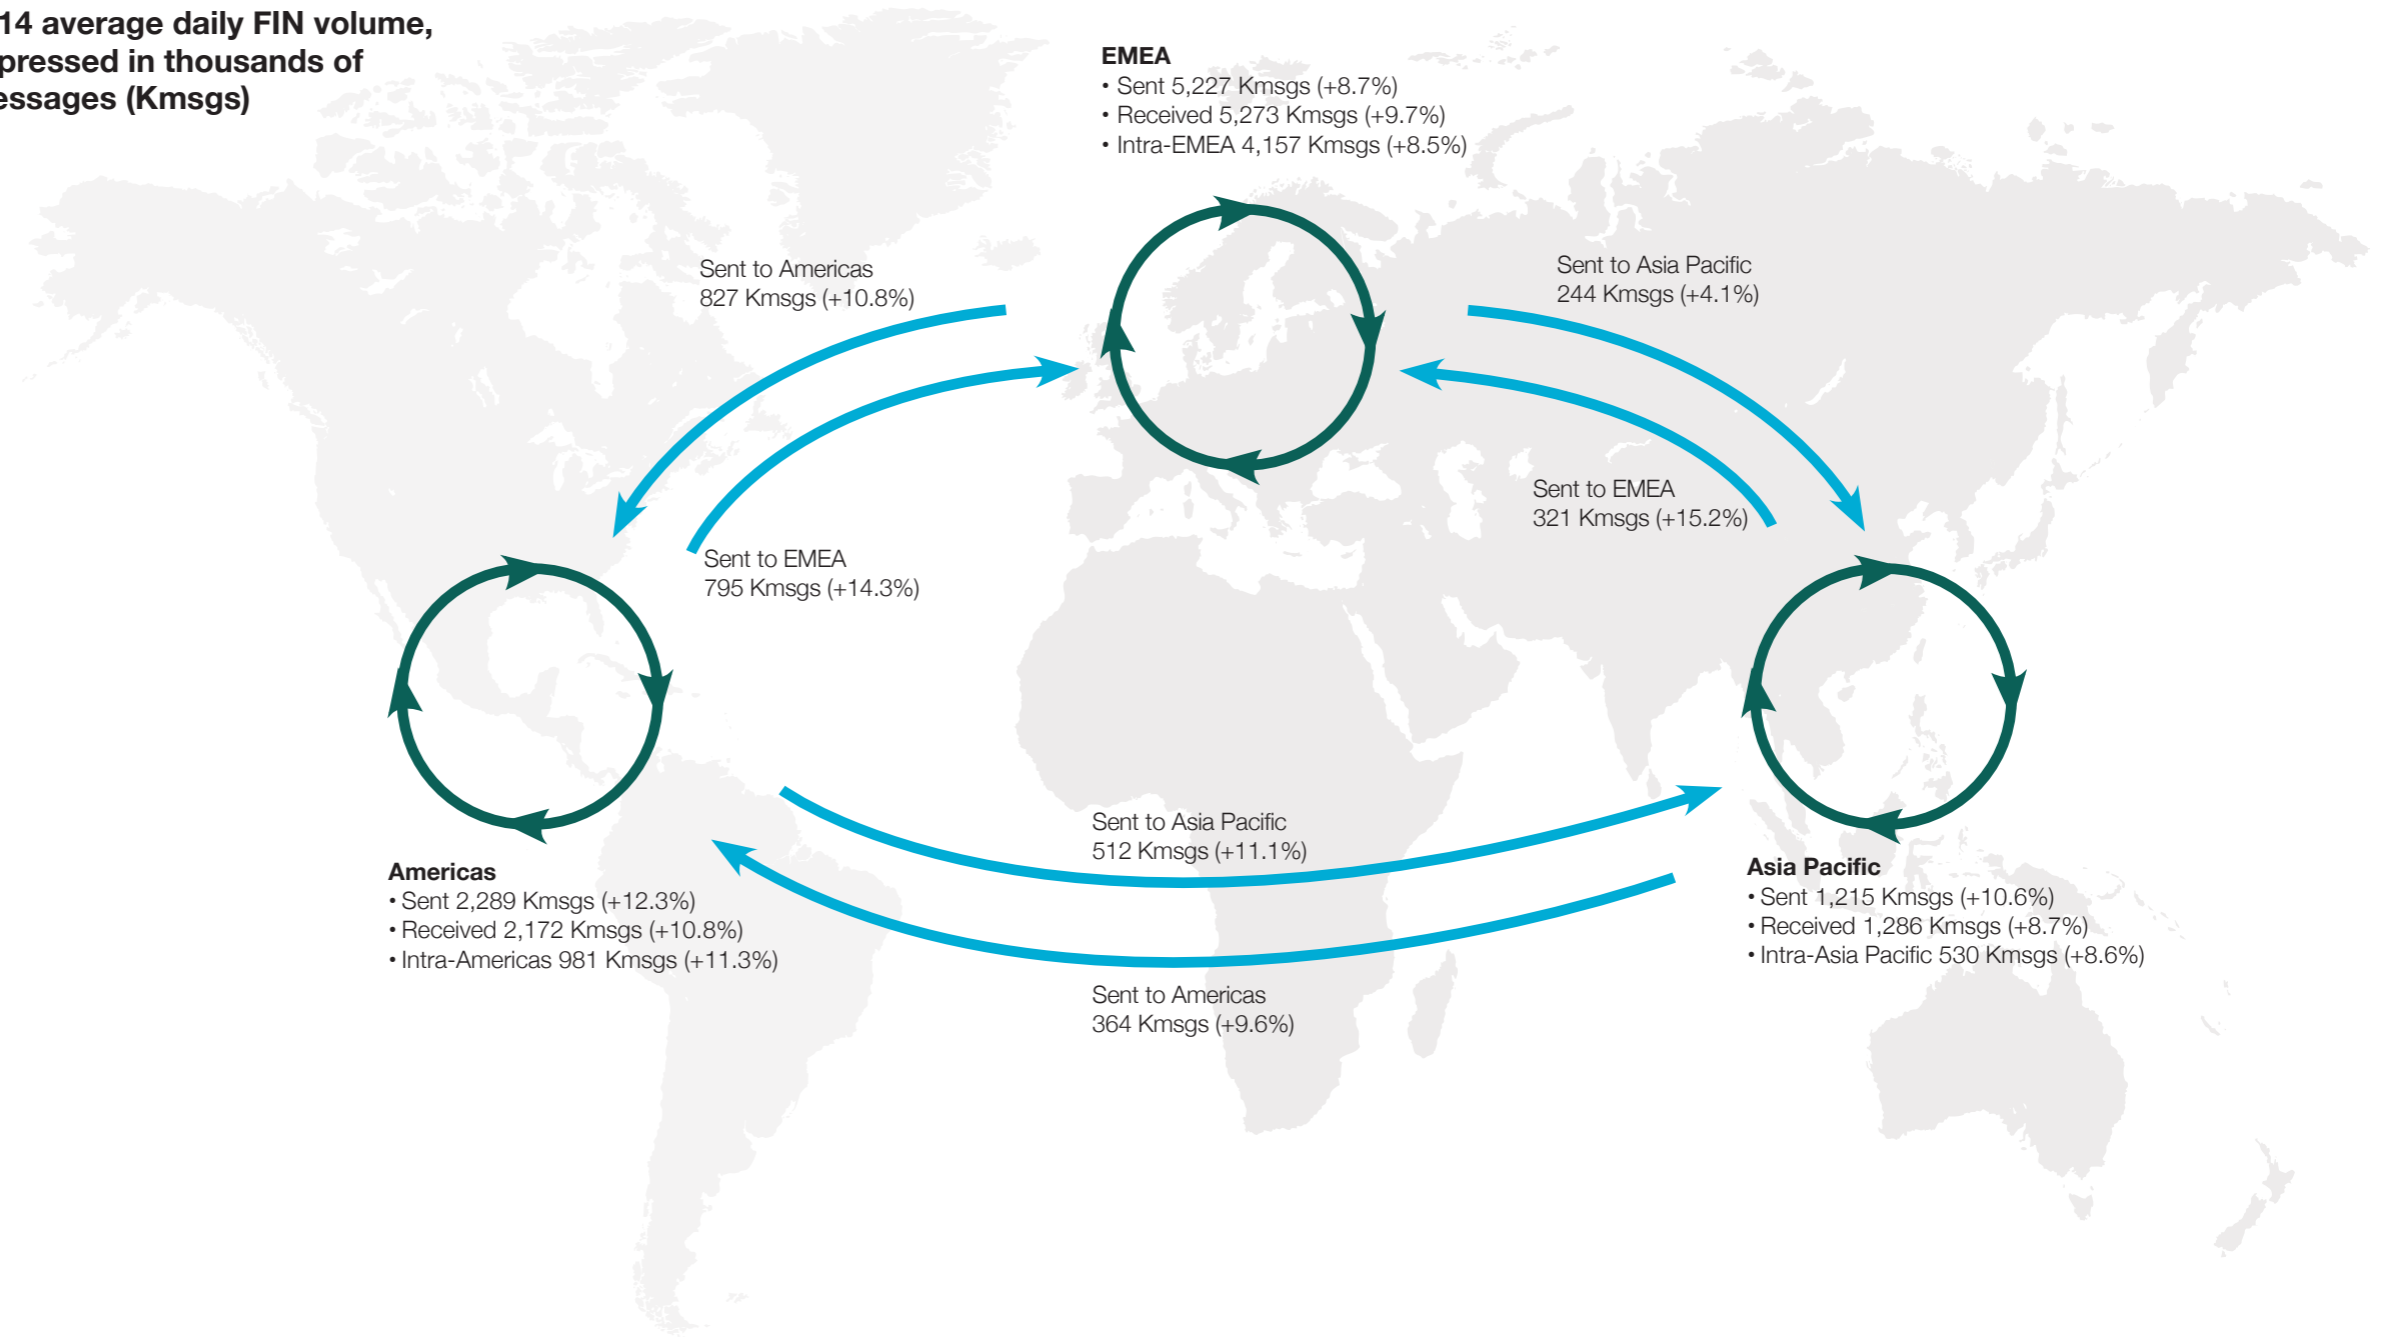 14 average daily FIN volume,
pressed in thousands of
essages (Kmsgs)
EMEA
• Sent 5,227 Kmsgs (+8.7%)
• Received 5,273 Kmsgs (+9.7%)
• Intra-EMEA 4,157 Kmsgs (+8.5%)
Sent to Americas
827 Kmsgs (+10.8%)
Sent to Asia Pacific
244 Kmsgs (+4.1%)
Sent to EMEA
321 Kmsgs (+15.2%)
Sent to EMEA
795 Kmsgs (+14.3%)
Sent to Asia Pacific
512 Kmsgs (+11.1%)
Americas
• Sent 2,289 Kmsgs (+12.3%)
• Received 2,172 Kmsgs (+10.8%)
• Intra-Americas 981 Kmsgs (+11.3%)
Asia Pacific
• Sent 1,215 Kmsgs (+10.6%)
• Received 1,286 Kmsgs (+8.7%)
• Intra-Asia Pacific 530 Kmsgs (+8.6%)
Sent to Americas
364 Kmsgs (+9.6%)